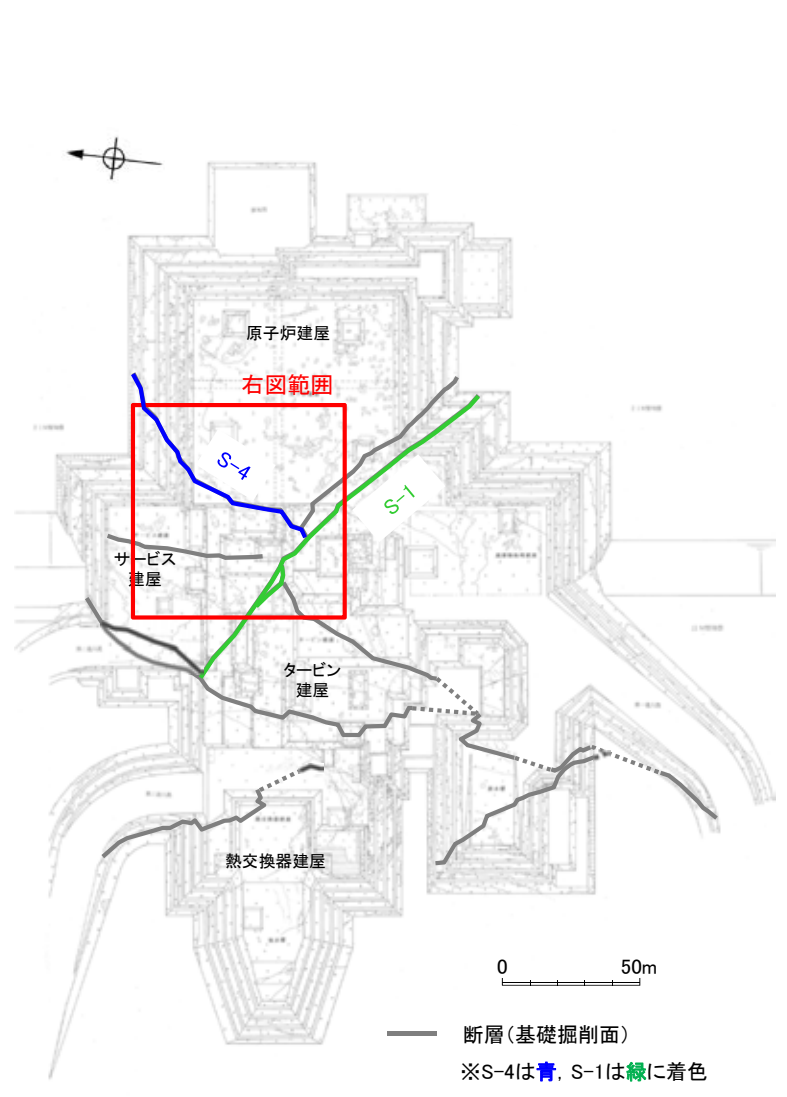 原子炉建屋
右図範囲
S-4
S-1
サービス
建屋
タービン
建屋
熱交換器建屋
0 50m
断層(基礎掘削面)
※S-4は青, S-1は緑に着色